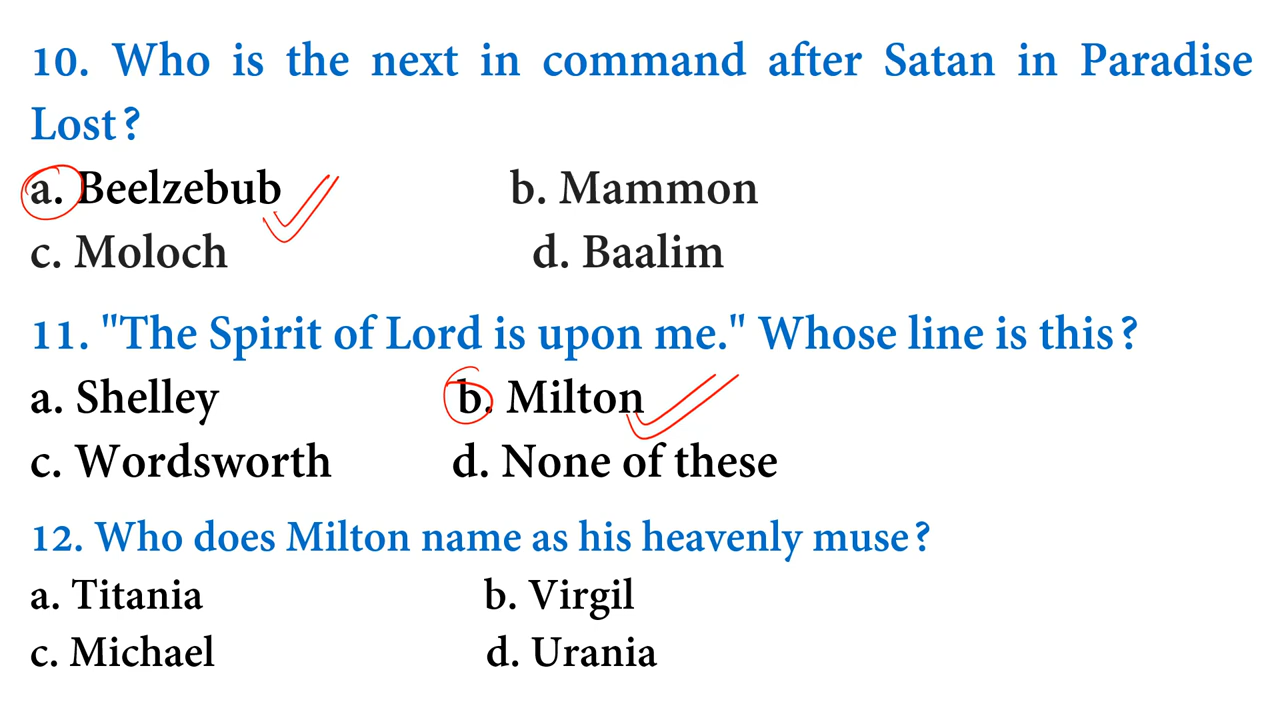 10. Who is the next in command after Satan in Paradise
Lost?
a. Beelzebub b. Mammon
c. Moloch d. Baalim
11. "The Spirit of Lord is upon me." Whose line is this?
a. Shelley b. Milton
c. Wordsworth d. None of these
12. Who does Milton name as his heavenly muse?
a. Titania b. Virgil
c. Michael d. Urania